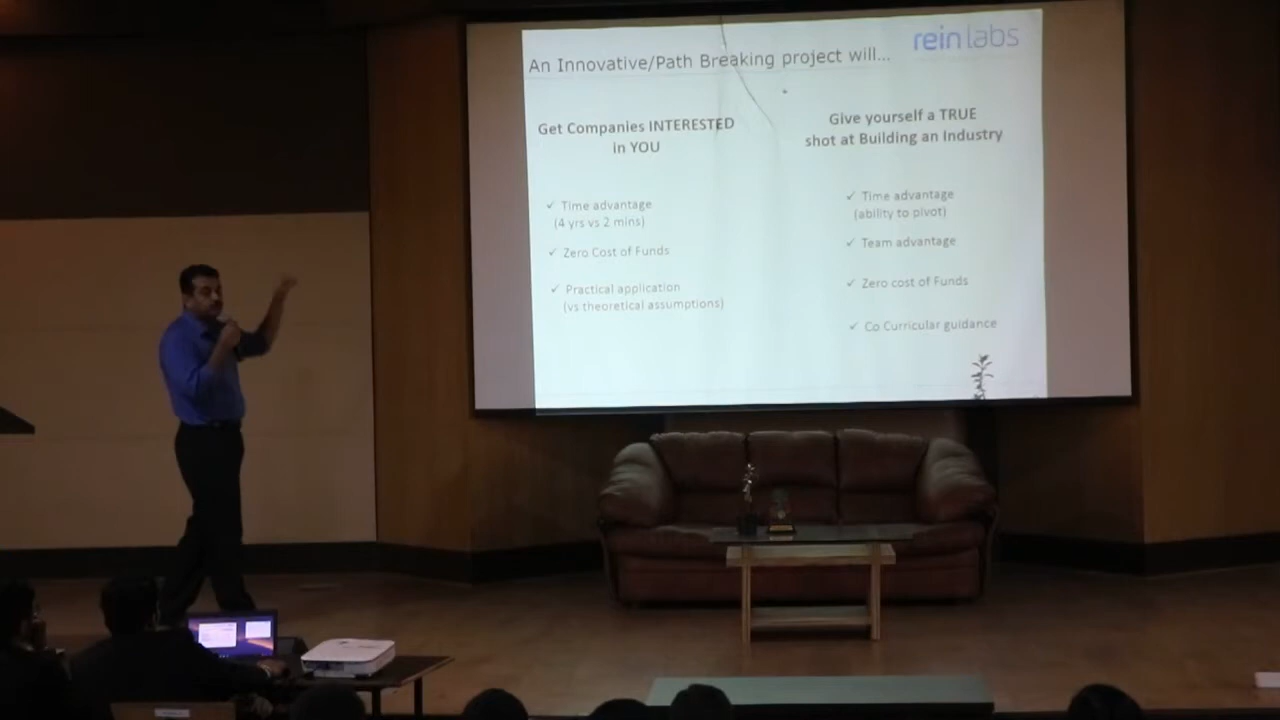 rein labs
An Innovative/Path Breaking project will...
Get Companies INTERESTED
in YOU
✓ Time advantage
(4 yrs vs 2 mins)
✓ Zero Cost of Funds
✓ Practical application
(vs theoretical assumptions)
Give yourself a TRUE
shot at Building an Industry
✓ Time advantage
(ability to pivot)
✓ Team advantage
✓ Zero cost of Funds
✓ Co Curricular guidance